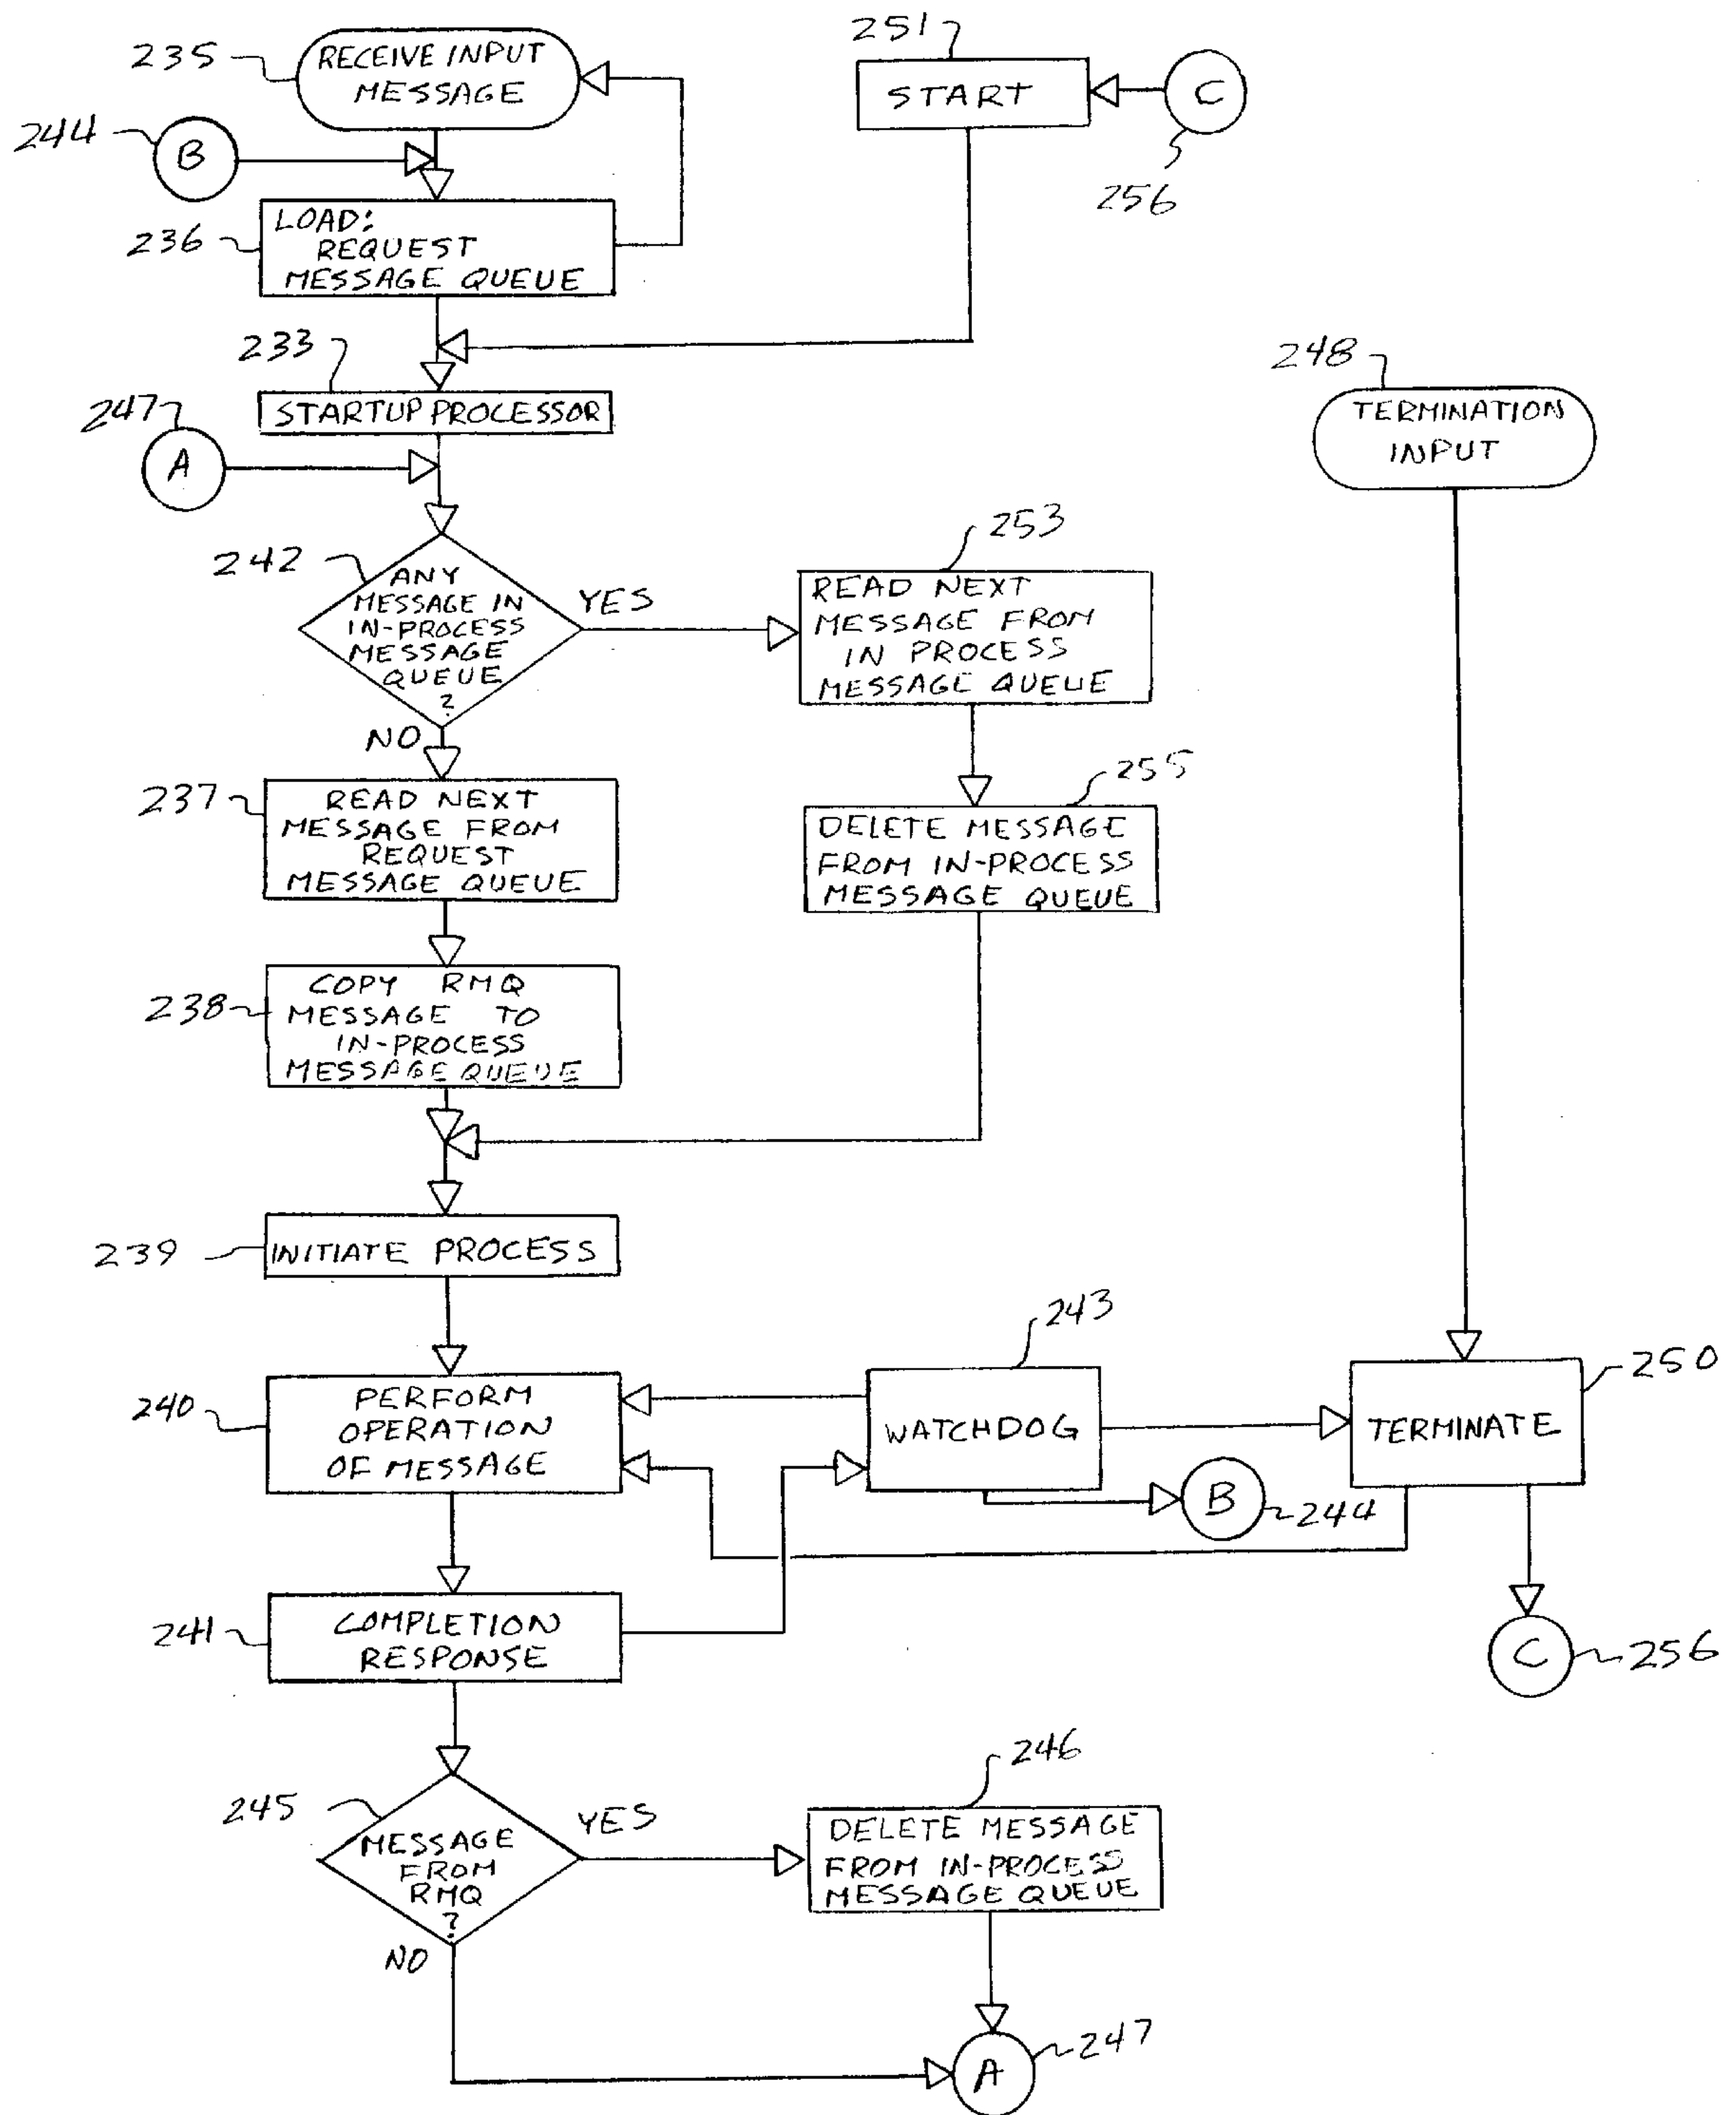 235
RECEIVE INPUT
MESSAGE
251
START
C
256
244
B
236
LOAD:
REQUEST
MESSAGE QUEUE
233
STARTUP PROCESSOR
247
A
248
TERMINATION
INPUT
242
ANY
MESSAGE IN
IN-PROCESS
MESSAGE
QUEUE
?
YES
NO
253
READ NEXT
MESSAGE FROM
IN PROCESS
MESSAGE QUEUE
237
READ NEXT
MESSAGE FROM
REQUEST
MESSAGE QUEUE
255
DELETE MESSAGE
FROM IN-PROCESS
MESSAGE QUEUE
238
COPY RMQ
MESSAGE TO
IN-PROCESS
MESSAGE QUEUE
239
INITIATE PROCESS
240
PERFORM
OPERATION
OF MESSAGE
243
WATCHDOG
250
TERMINATE
B
244
241
COMPLETION
RESPONSE
C
256
245
MESSAGE
FROM
RMQ
?
YES
NO
246
DELETE MESSAGE
FROM IN-PROCESS
MESSAGE QUEUE
A
247